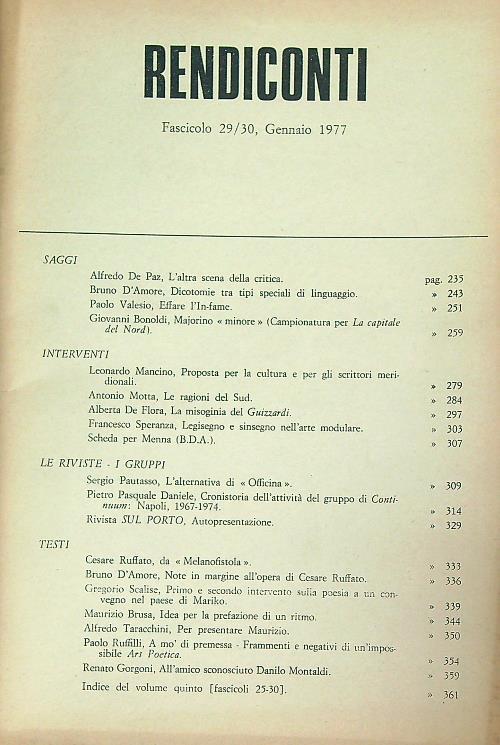 RENDICONTI
Fascicolo 29/30, Gennaio 1977
SAGGI
Alfredo De Paz, L'altra scena della critica. pag. 235
Bruno D'Amore, Dicotomie tra tipi speciali di linguaggio. » 243
Paolo Valesio, Effare l'In-fame. » 251
Giovanni Bonoldi, Majorino « minore » (Campionatura per La capitale
del Nord). » 259
INTERVENTI
Leonardo Mancino, Proposta per la cultura e per gli scrittori meri-
dionali. » 279
Antonio Motta, Le ragioni del Sud. » 284
Alberta De Flora, La misoginia del Guizzardi. » 297
Francesco Speranza, Legisegno e sinsegno nell'arte modulare. » 303
Scheda per Menna (B.D.A.). » 307
LE RIVISTE - I GRUPPI
Sergio Pautasso, L'alternativa di « Officina ». » 309
Pietro Pasquale Daniele, Cronistoria dell'attività del gruppo di Conti-
nuum: Napoli, 1967-1974. » 314
Rivista SUL PORTO, Autopresentazione. » 329
TESTI
Cesare Ruffato, da « Melanofistola ». » 333
Bruno D'Amore, Note in margine all'opera di Cesare Ruffato. » 336
Gregorio Scalise, Primo e secondo intervento sulla poesia a un con-
vegno nel paese di Mariko. » 339
Maurizio Brusa, Idea per la prefazione di un ritmo. » 344
Alfredo Taracchini, Per presentare Maurizio. » 350
Paolo Ruffilli, A mo' di premessa - Frammenti e negativi di un'impos-
sibile Art Poetica. » 354
Renato Gorgoni, All'amico sconosciuto Danilo Montaldi. » 359
Indice del volume quinto [fascicoli 25-30]. » 361